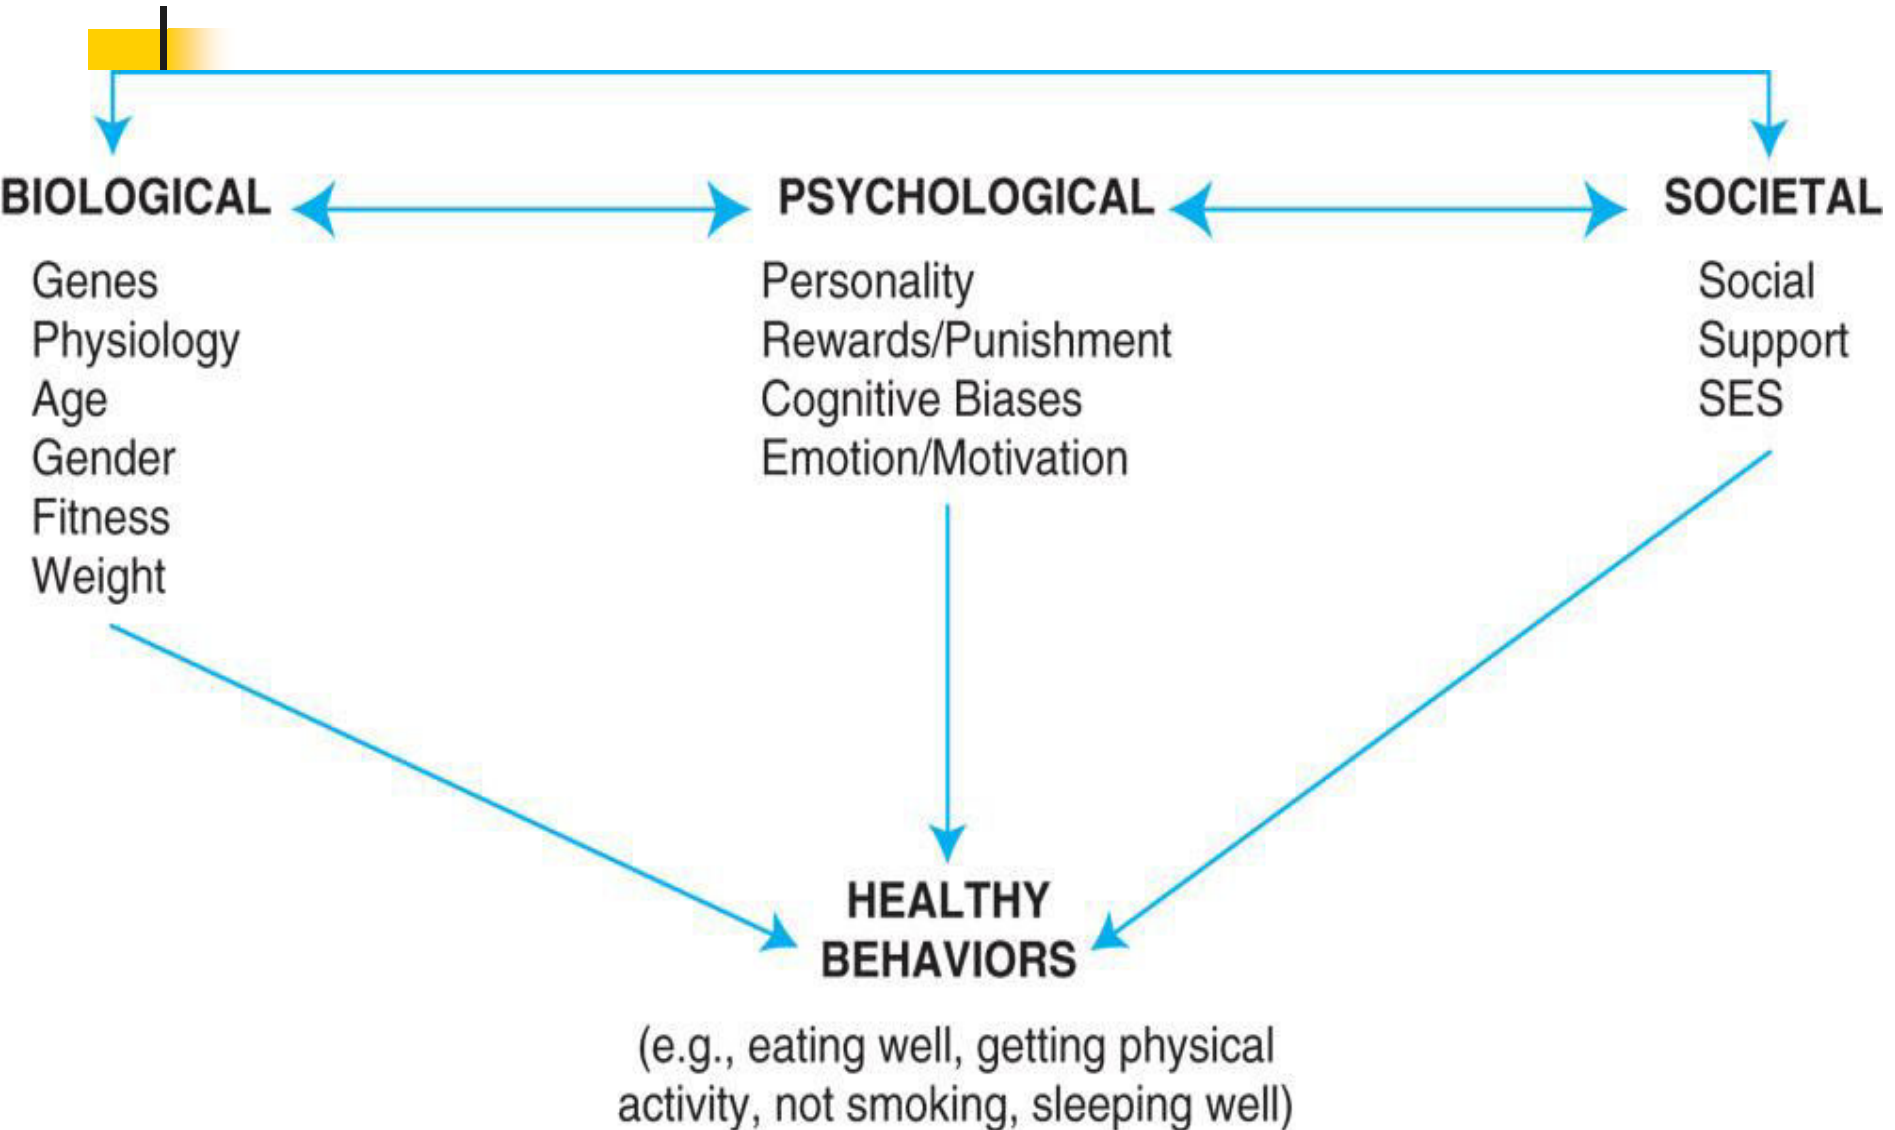 BIOLOGICAL
Genes
Physiology
Age
Gender
Fitness
Weight
PSYCHOLOGICAL
Personality
Rewards/Punishment
Cognitive Biases
Emotion/Motivation
SOCIETAL
Social
Support
SES
HEALTHY
BEHAVIORS
(e.g., eating well, getting physical
activity, not smoking, sleeping well)